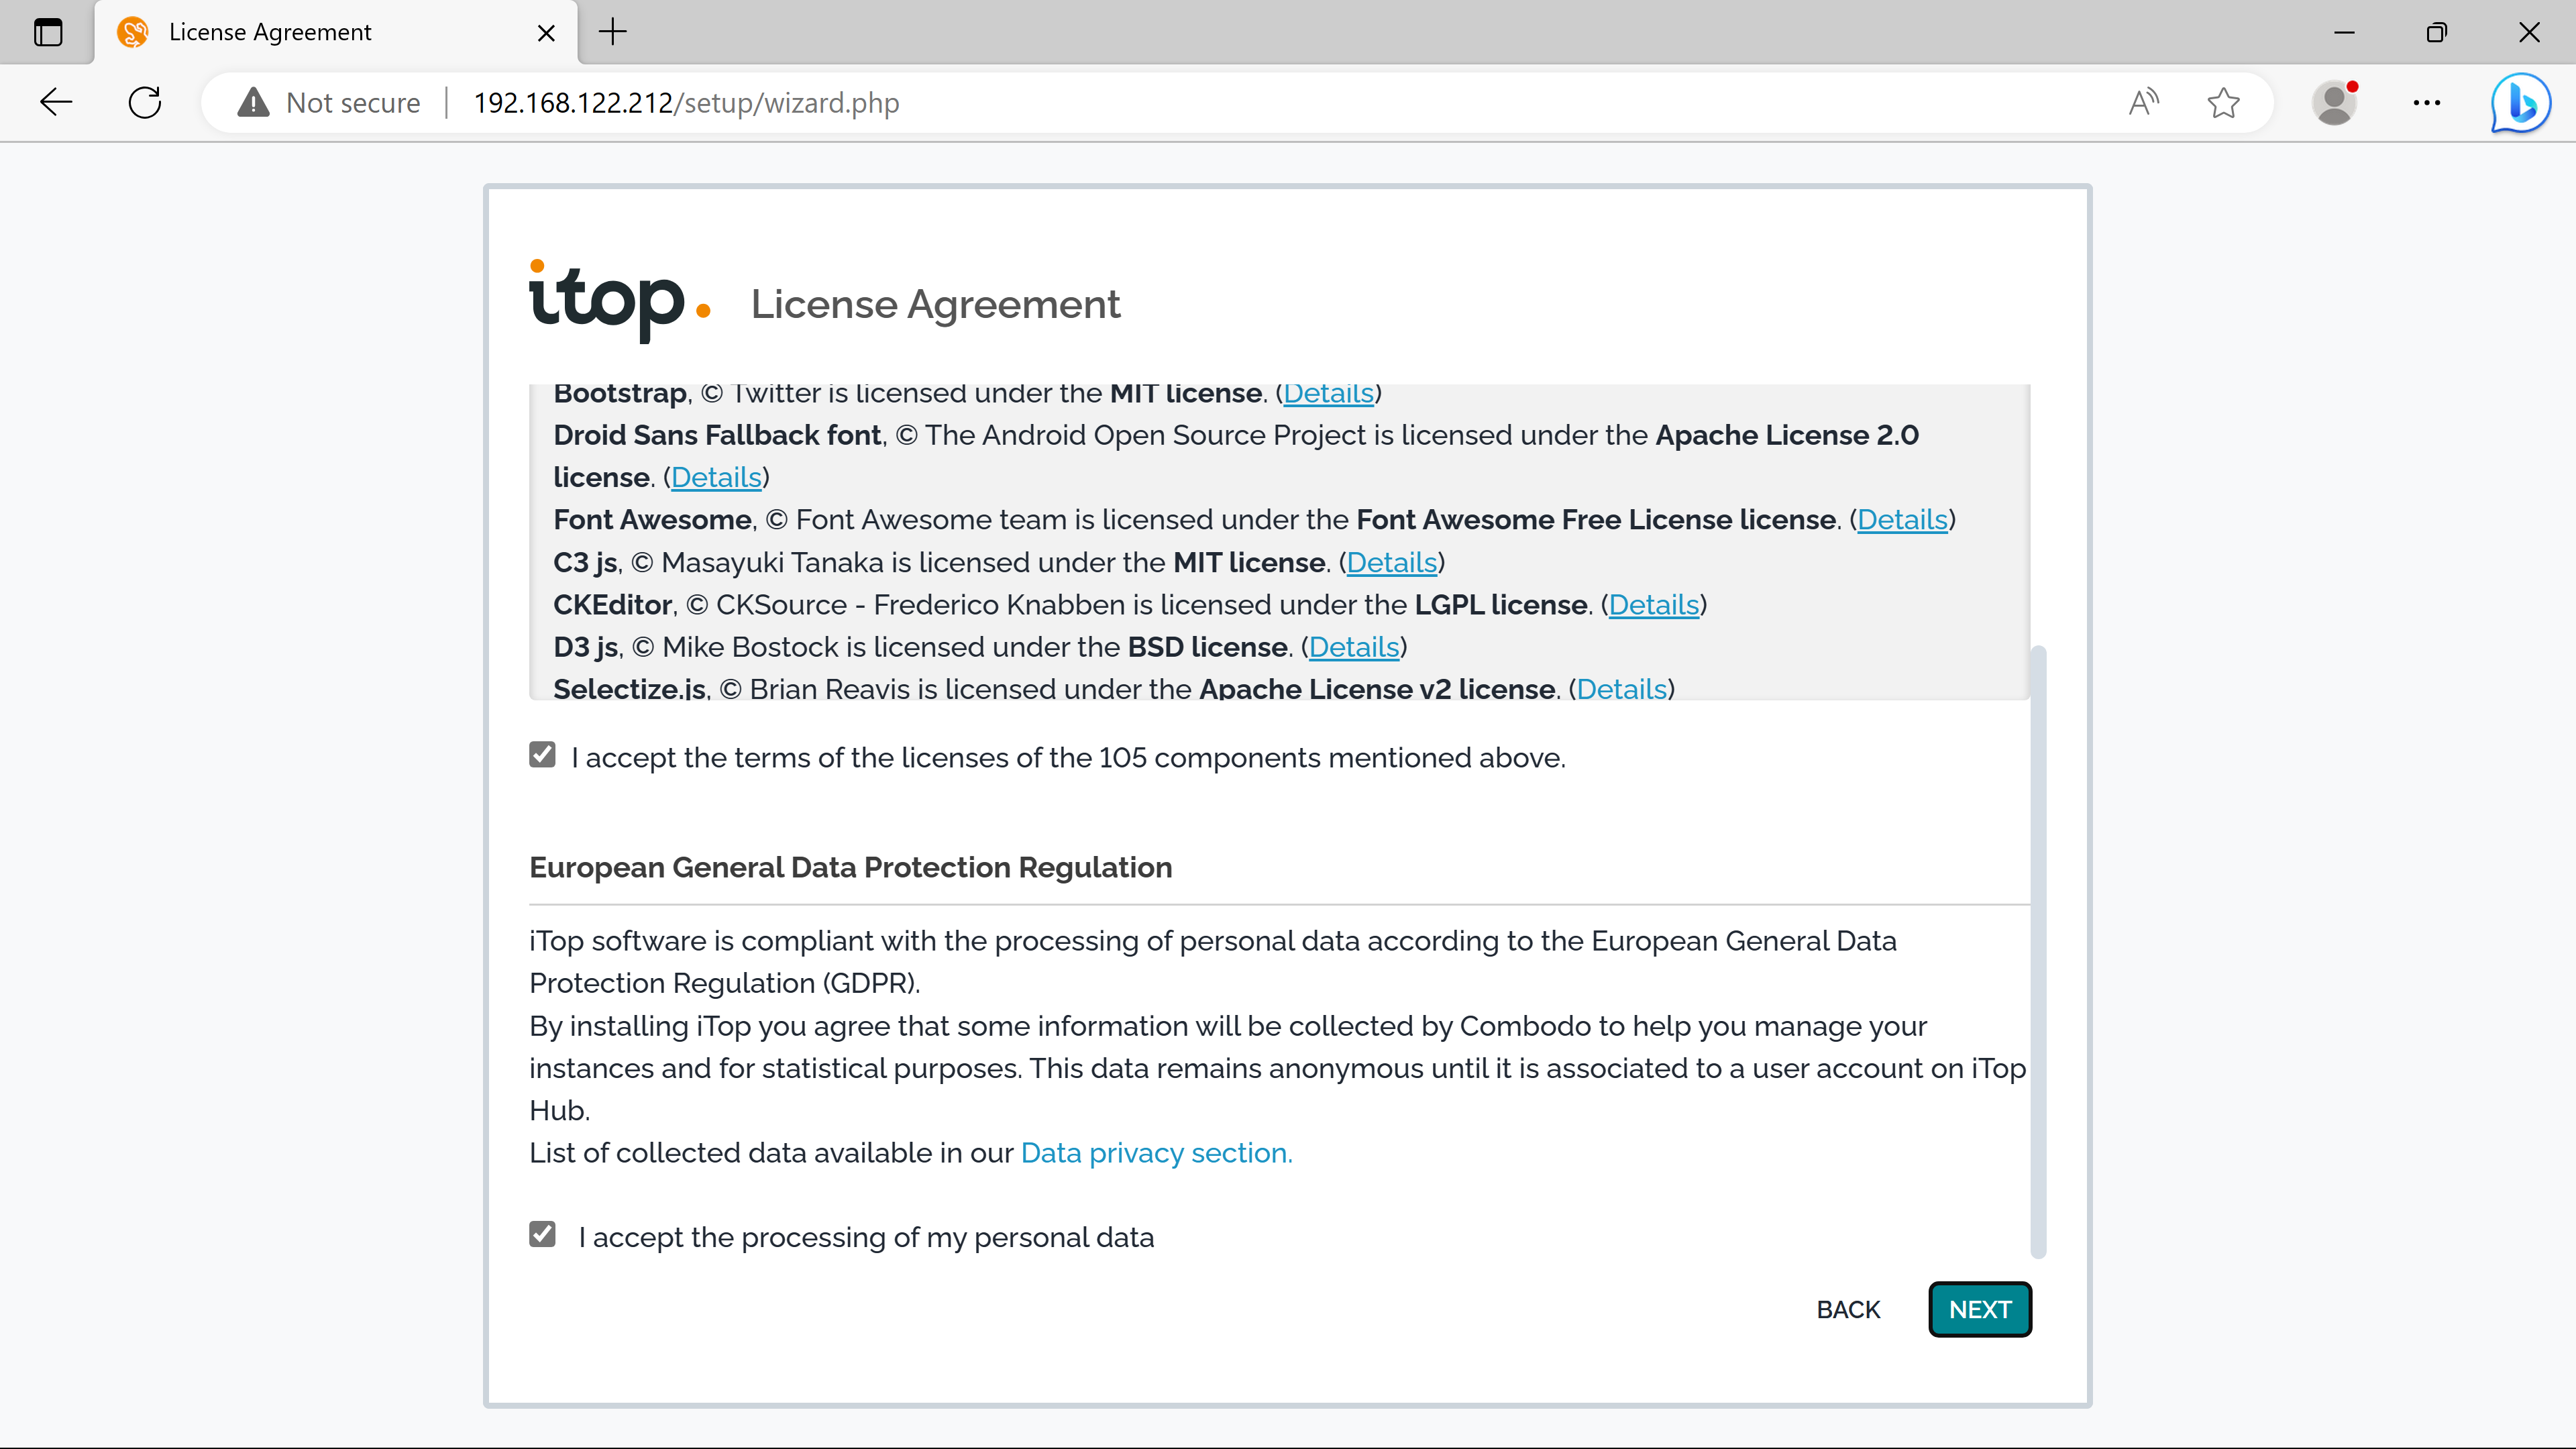 License Agreement
Not secure
192.168.122.212/setup/wizard.php
itop.
License Agreement
Bootstrap, © Twitter is licensed under the MIT license. (Details)
Droid Sans Fallback font, © The Android Open Source Project is licensed under the Apache License 2.0
license. (Details)
Font Awesome, © Font Awesome team is licensed under the Font Awesome Free License license. (Details)
C3 js, © Masayuki Tanaka is licensed under the MIT license. (Details)
CKEditor, © CKSource - Frederico Knabben is licensed under the LGPL license. (Details)
D3 js, © Mike Bostock is licensed under the BSD license. (Details)
Selectize.js, © Brian Reavis is licensed under the Apache License v2 license. (Details)
I accept the terms of the licenses of the 105 components mentioned above.
European General Data Protection Regulation
iTop software is compliant with the processing of personal data according to the European General Data
Protection Regulation (GDPR).
By installing iTop you agree that some information will be collected by Combodo to help you manage your
instances and for statistical purposes. This data remains anonymous until it is associated to a user account on iTop
Hub.
List of collected data available in our Data privacy section.
I accept the processing of my personal data
BACK
NEXT